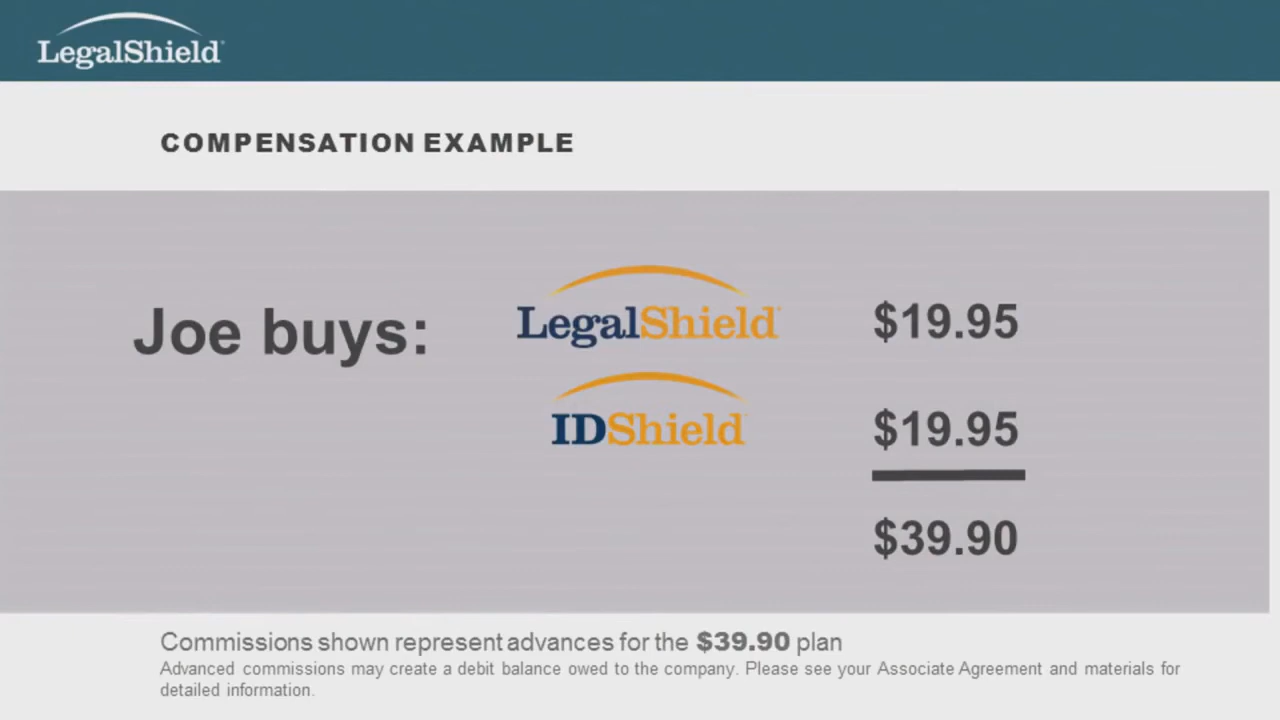 LegalShield
COMPENSATION EXAMPLE
Joe buys:
LegalShield $19.95
IDShield $19.95
$39.90
Commissions shown represent advances for the $39.90 plan
Advanced commissions may create a debit balance owed to the company. Please see your Associate Agreement and materials for
detailed information.